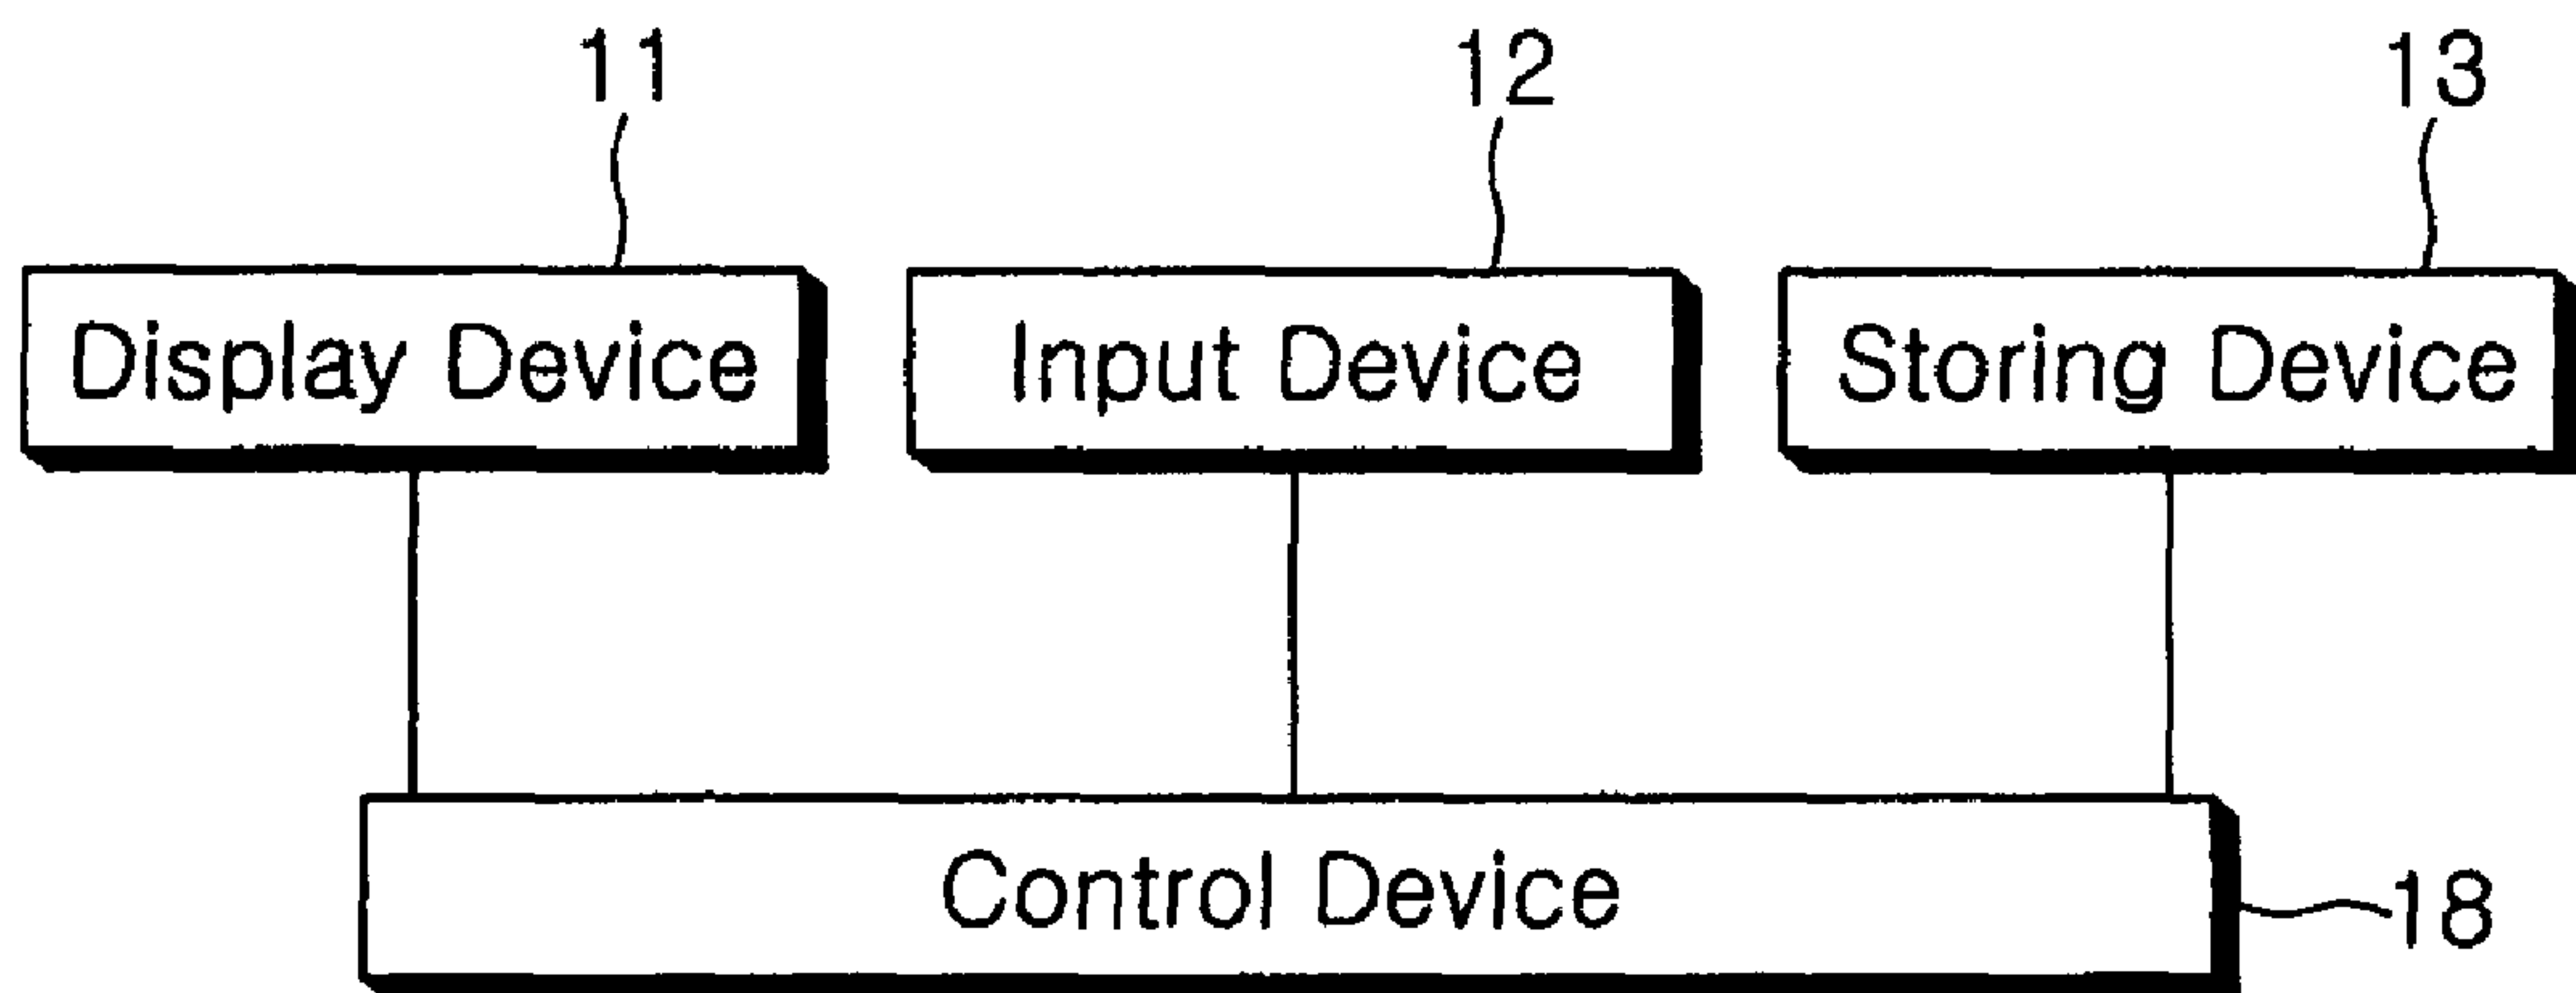 11 12 13
Display Device Input Device Storing Device
Control Device 18